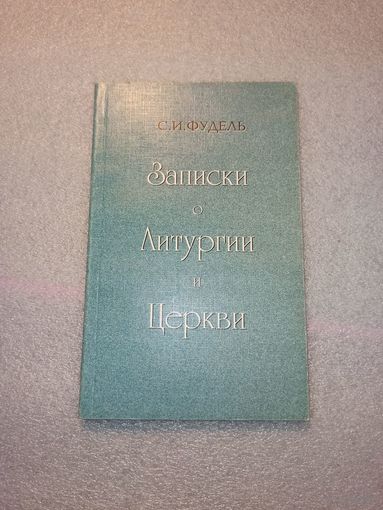 С.И.ФУДЕЛЬ
Записки
о
Литургии
и
Церкви